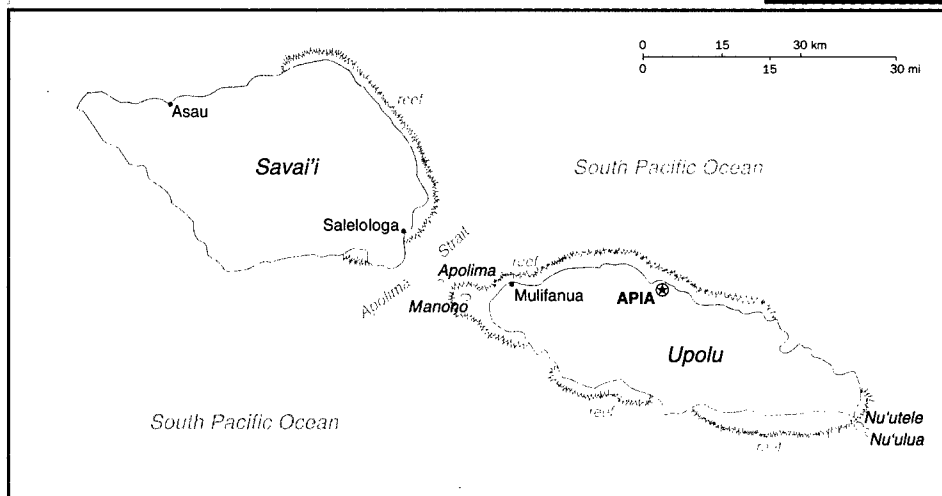 0 15 30 km
0 15 30 mi
reef
Asau
Savai'i
South Pacific Ocean
Salelologa
Apolima Strait
Apolima
reef
Manono
Mulifanua
APIA
Upolu
reef
South Pacific Ocean
Nu'utele
Nu'ulua
reef